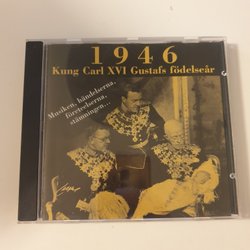 1946
Kung Carl XVI Gustafs födelseår
Musiken, händelserna,
företeelserna,
stämningen...